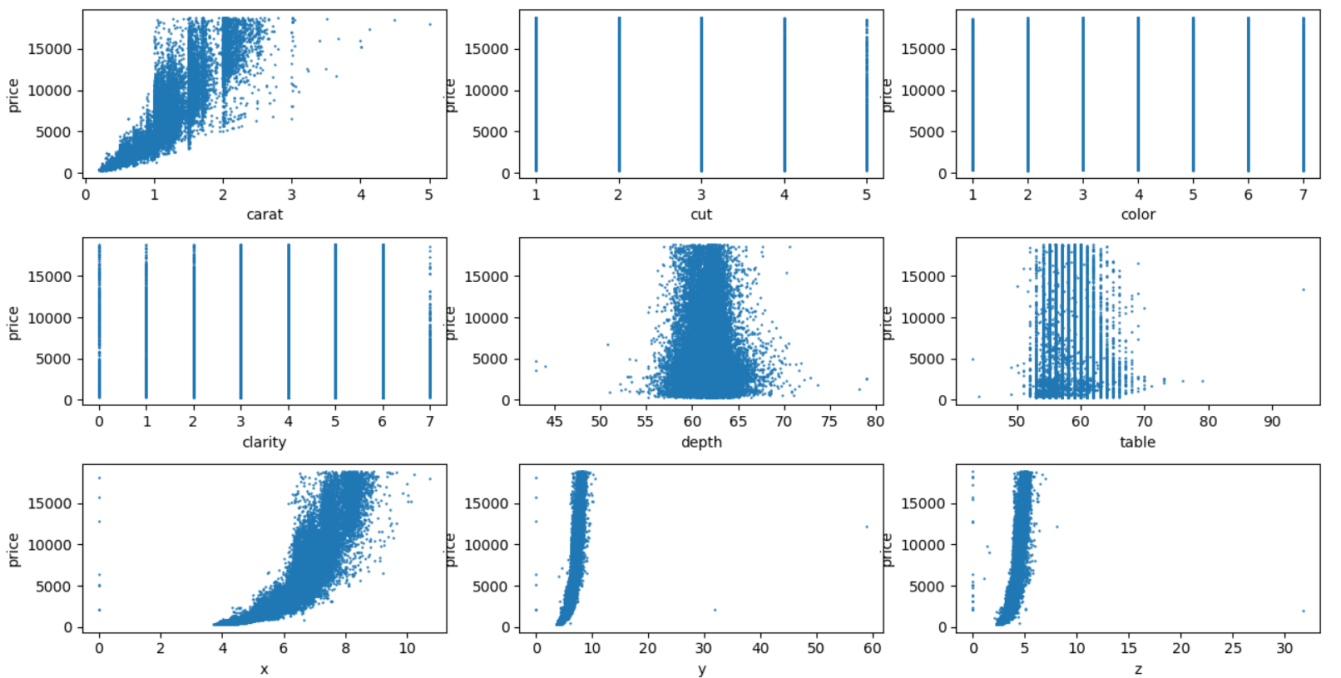 price
15000
10000
5000
0
0 1 2 3 4 5
carat
price
15000
10000
5000
0
1 2 3 4 5
cut
price
15000
10000
5000
0
1 2 3 4 5 6 7
color
price
15000
10000
5000
0
0 1 2 3 4 5 6 7
clarity
price
15000
10000
5000
0
45 50 55 60 65 70 75 80
depth
price
15000
10000
5000
0
50 60 70 80 90
table
price
15000
10000
5000
0
0 2 4 6 8 10
x
price
15000
10000
5000
0
0 10 20 30 40 50 60
y
price
15000
10000
5000
0
0 5 10 15 20 25 30
z